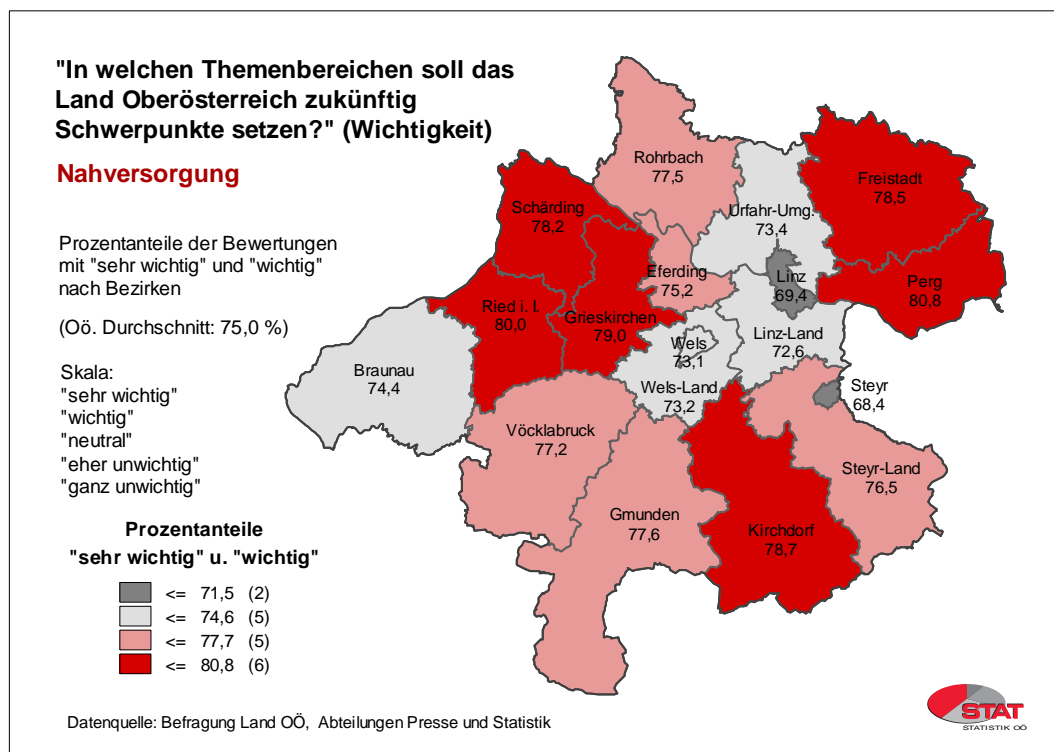 "In welchen Themenbereichen soll das
Land Oberösterreich zukünftig
Schwerpunkte setzen?" (Wichtigkeit)
Nahversorgung
Prozentanteile der Bewertungen
mit "sehr wichtig" und "wichtig"
nach Bezirken
(Oö. Durchschnitt: 75,0 %)
Skala:
"sehr wichtig"
"wichtig"
"neutral"
"eher unwichtig"
"ganz unwichtig"
Prozentanteile
"sehr wichtig" u. "wichtig"
<= 71,5 (2)
<= 74,6 (5)
<= 77,7 (5)
<= 80,8 (6)
Rohrbach
77,5
Freistadt
78,5
Schärding
78,2
Urfahr-Umg.
73,4
Eferding
75,2
Linz
69,4
Perg
80,8
Ried i. I.
80,0
Grieskirchen
79,0
Wels
73,1
Linz-Land
72,6
Braunau
74,4
Wels-Land
73,2
Steyr
68,4
Vöcklabruck
77,2
Steyr-Land
76,5
Gmunden
77,6
Kirchdorf
78,7
Datenquelle: Befragung Land OÖ, Abteilungen Presse und Statistik
STAT
STATISTIK OÖ